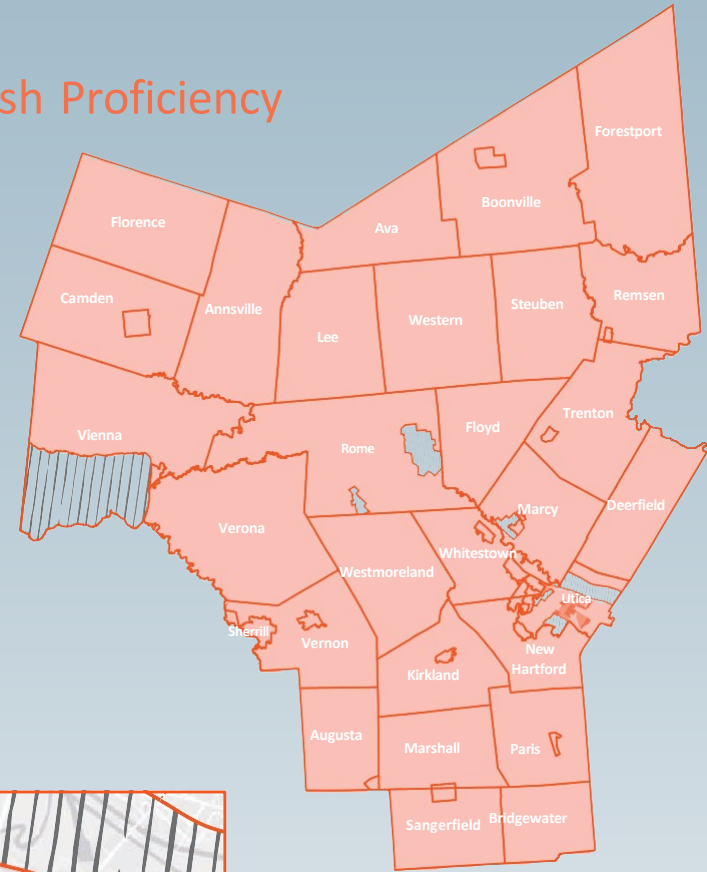 sh Proficiency
Forestport
Boonville
Florence
Ava
Camden
Annsville
Remsen
Steuben
Western
Lee
Trenton
Floyd
Vienna
Rome
Deerfield
Marcy
Verona
Whitestown
Westmoreland
Utica
Sherrill
Vernon
New
Hartford
Kirkland
Augusta
Marshall
Paris
Sangerfield
Bridgewater